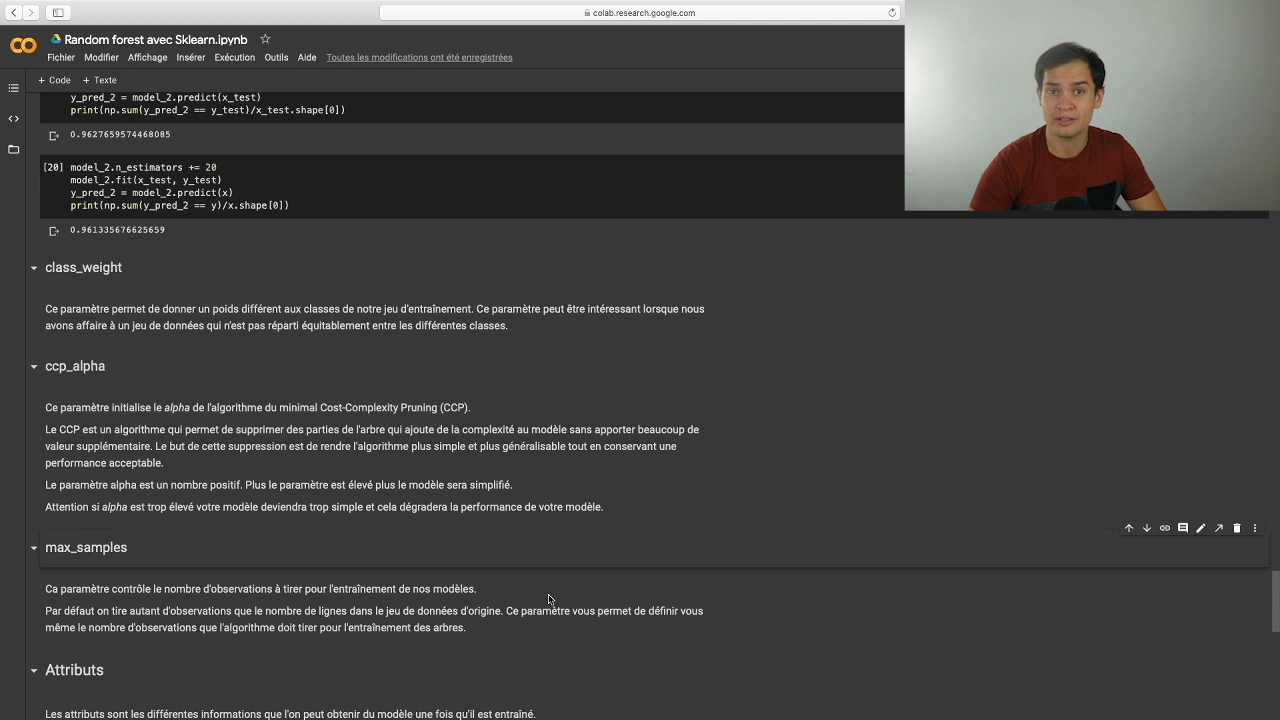 colab.research.google.com
Random forest avec Sklearn.ipynb
Fichier Modifier Affichage Insérer Exécution Outils Aide Toutes les modifications ont été enregistrées
+ Code + Texte
y_pred_2 = model_2.predict(x_test)
print(np.sum(y_pred_2 == y_test)/x_test.shape[0])
0.9627659574468085
[20] model_2.n_estimators += 20
model_2.fit(x_test, y_test)
y_pred_2 = model_2.predict(x)
print(np.sum(y_pred_2 == y)/x.shape[0])
0.961335676625659
class_weight
Ce paramètre permet de donner un poids différent aux classes de notre jeu d'entraînement. Ce paramètre peut être intéressant lorsque nous
avons affaire à un jeu de données qui n'est pas réparti équitablement entre les différentes classes.
ccp_alpha
Ce paramètre initialise le alpha de l'algorithme du minimal Cost-Complexity Pruning (CCP).
Le CCP est un algorithme qui permet de supprimer des parties de l'arbre qui ajoute de la complexité au modèle sans apporter beaucoup de
valeur supplémentaire. Le but de cette suppression est de rendre l'algorithme plus simple et plus généralisable tout en conservant une
performance acceptable.
Le paramètre alpha est un nombre positif. Plus le paramètre est élevé plus le modèle sera simplifié.
Attention si alpha est trop élevé votre modèle deviendra trop simple et cela dégradera la performance de votre modèle.
max_samples
Ca paramètre contrôle le nombre d'observations à tirer pour l'entraînement de nos modèles.
Par défaut on tire autant d'observations que le nombre de lignes dans le jeu de données d'origine. Ce paramètre vous permet de définir vous
même le nombre d'observations que l'algorithme doit tirer pour l'entraînement des arbres.
Attributs
Les attributs sont les différentes informations que l'on peut obtenir du modèle une fois qu'il est entraîné.